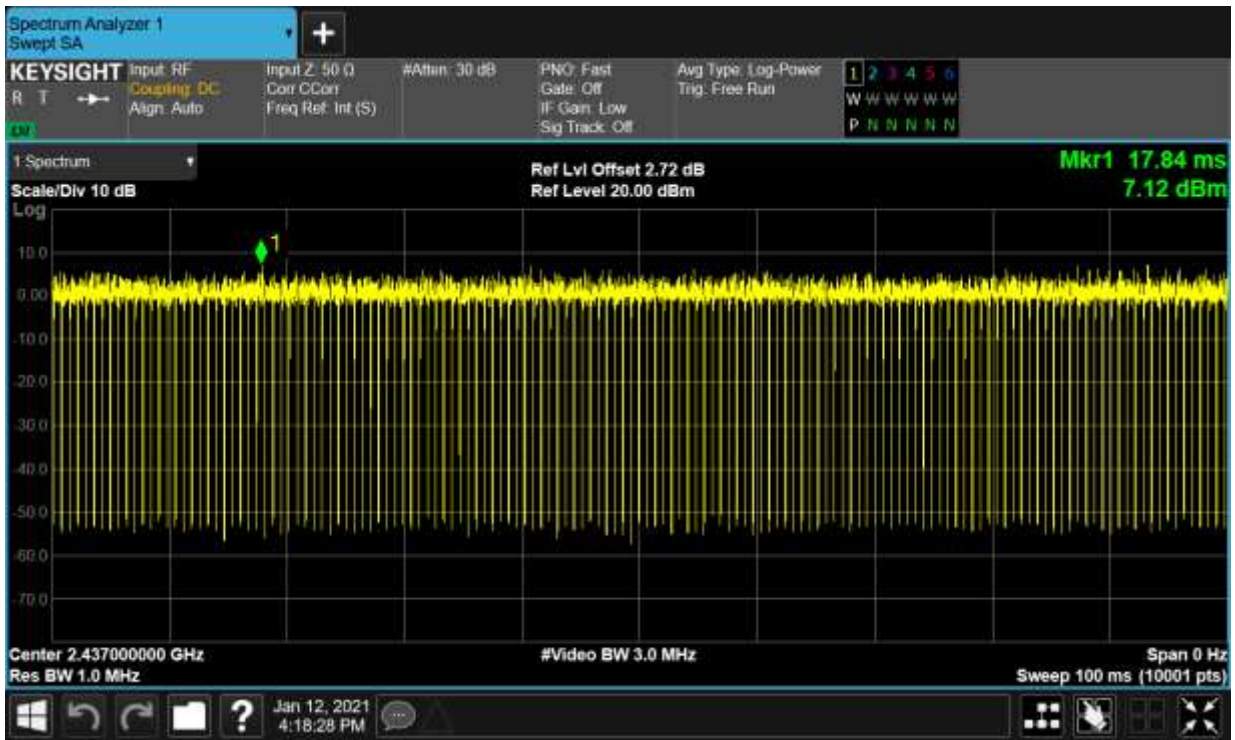 Spectrum Analyzer 1
Swept SA
KEYSIGHT
R T
Input: RF
Coupling: DC
Align: Auto
Input Z: 50 Ω
Corr CCorr
Freq Ref: Int (S)
#Atten: 30 dB
PNO: Fast
Gate: Off
IF Gain: Low
Sig Track: Off
Avg Type: Log-Power
Trig: Free Run
1 2 3 4 5 6
W W W W W W
P N N N N N
1 Spectrum
Scale/Div 10 dB
Ref Lvl Offset 2.72 dB
Ref Level 20.00 dBm
Mkr1 17.84 ms
7.12 dBm
Log
1
10.0
0.00
-10.0
-20.0
-30.0
-40.0
-50.0
-60.0
-70.0
Center 2.437000000 GHz
Res BW 1.0 MHz
#Video BW 3.0 MHz
Span 0 Hz
Sweep 100 ms (10001 pts)
?
Jan 12, 2021
4:18:28 PM